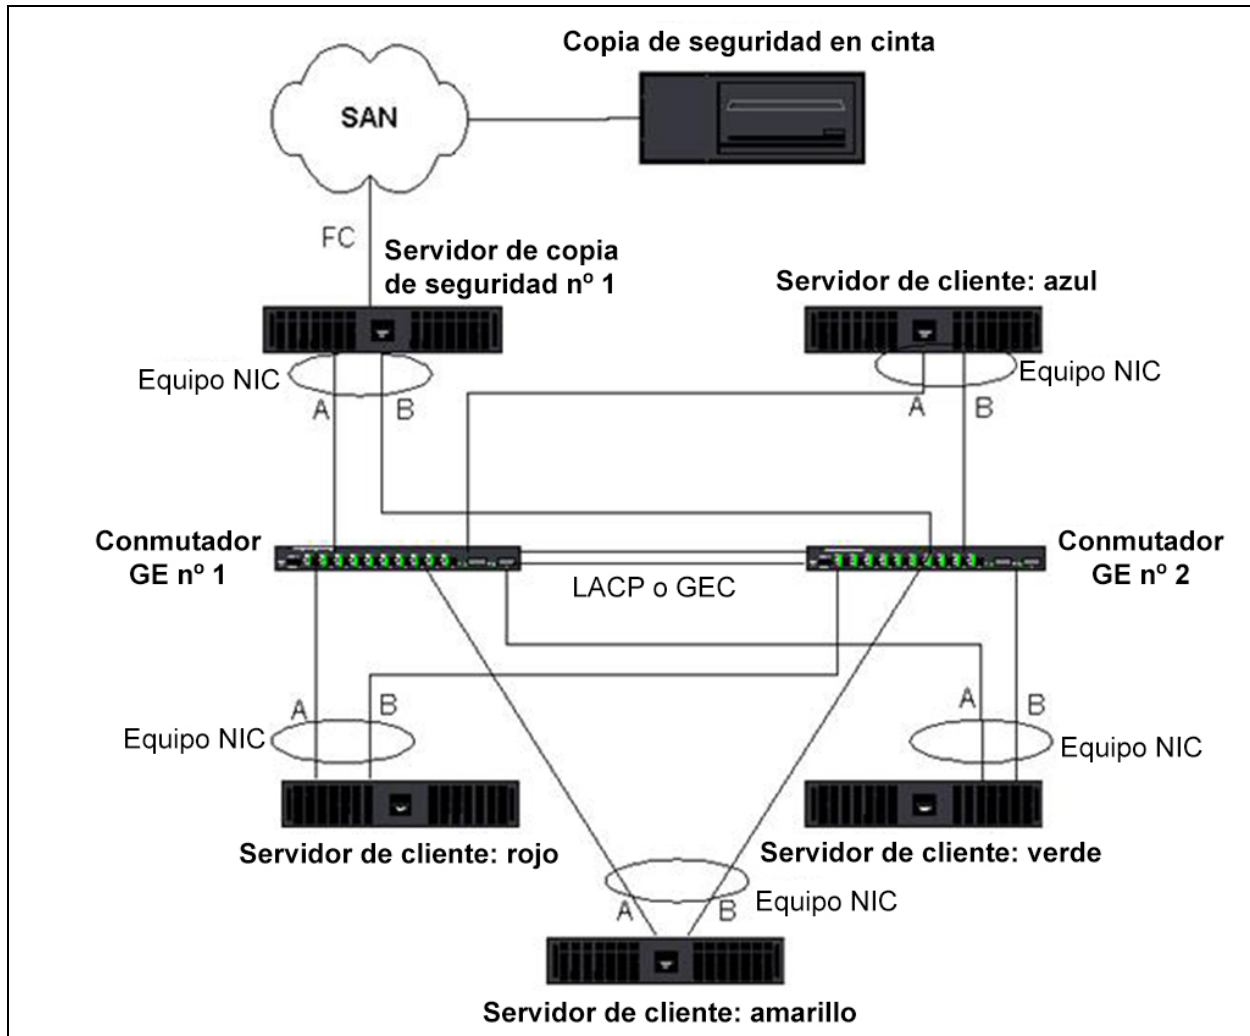 Copia de seguridad en cinta
SAN
FC
Servidor de copia
de seguridad nº 1
Servidor de cliente: azul
Equipo NIC
A
B
Equipo NIC
A
B
Conmutador
GE nº 1
LACP o GEC
Conmutador
GE nº 2
A
B
Equipo NIC
A
B
Equipo NIC
Servidor de cliente: rojo
Servidor de cliente: verde
A
B
Equipo NIC
Servidor de cliente: amarillo